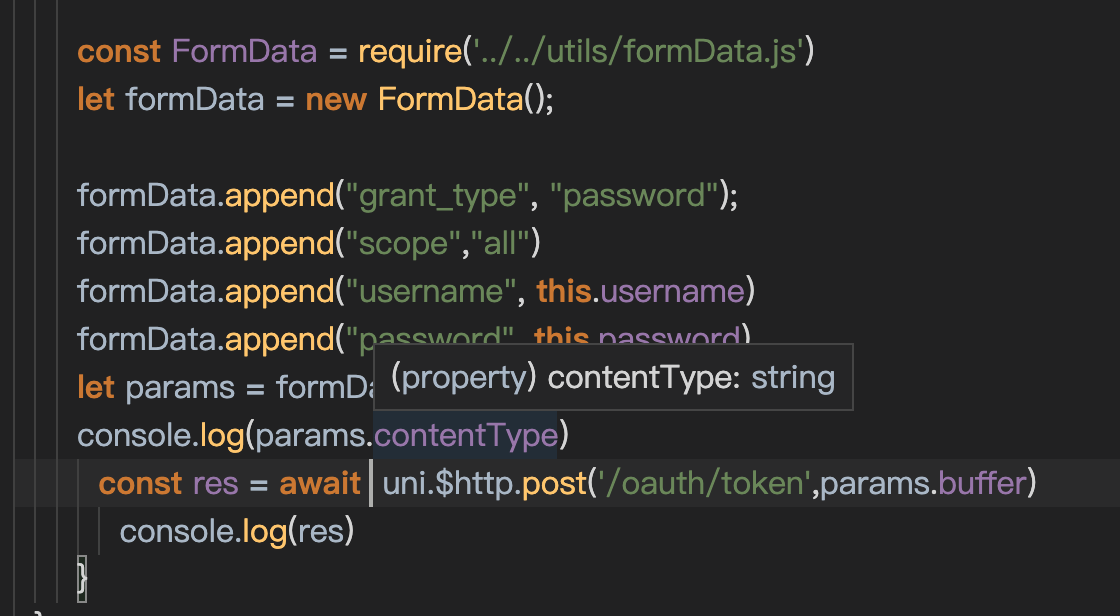 const FormData = require('../../utils/formData.js')
let formData = new FormData();
formData.append("grant_type", "password");
formData.append("scope","all")
formData.append("username", this.username)
formData.append("password", this.password)
(property) contentType: string
let params = formDa
console.log(params.contentType)
const res = await uni.$http.post('/oauth/token',params.buffer)
console.log(res)
}